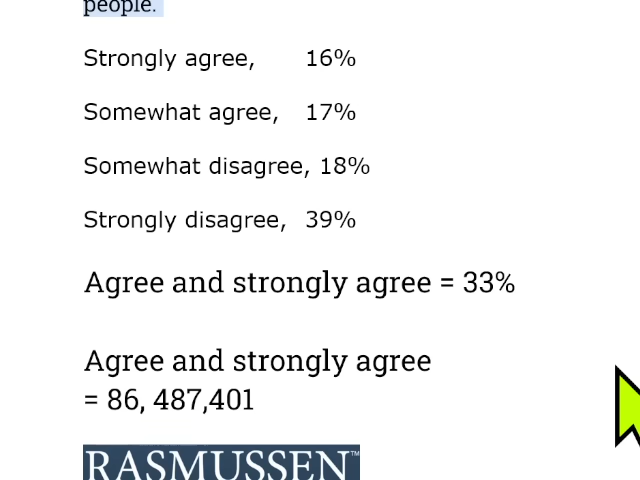 people.
Strongly agree, 16%
Somewhat agree, 17%
Somewhat disagree, 18%
Strongly disagree, 39%
Agree and strongly agree = 33%
Agree and strongly agree
= 86, 487,401
RASMUSSEN™